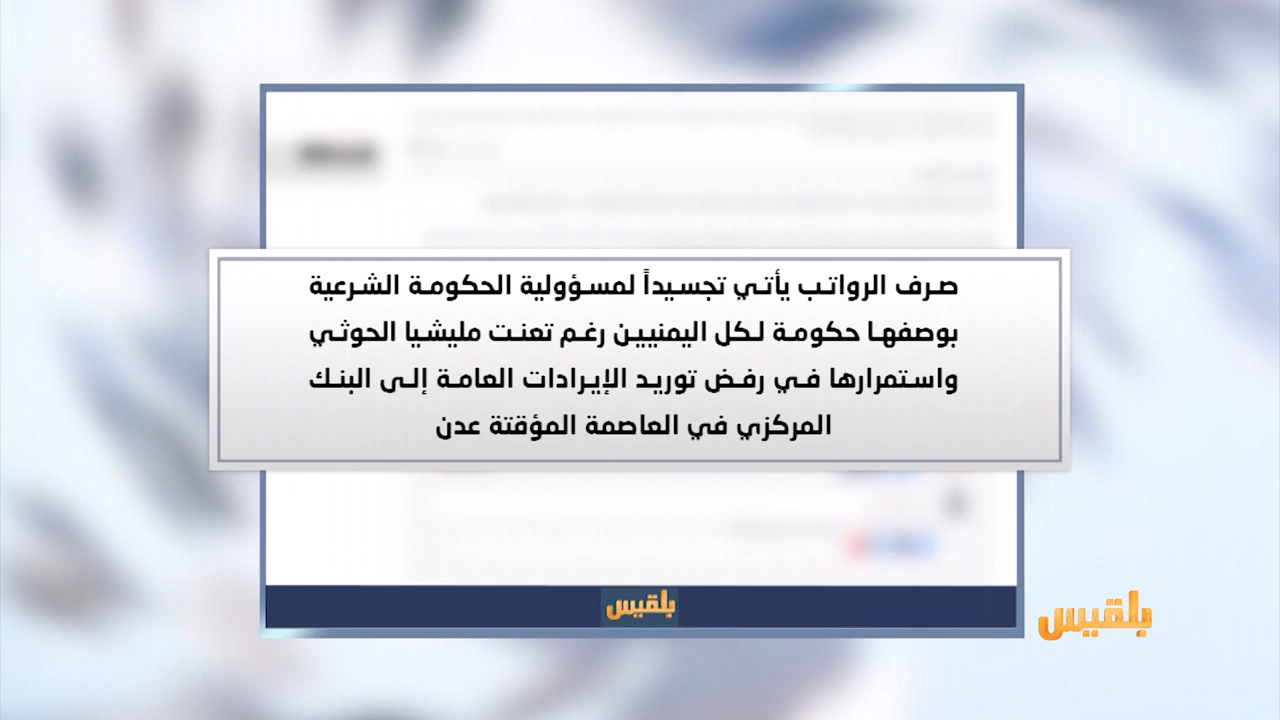 صرف الرواتب يأتي تجسيداً لمسؤولية الحكومة الشرعية
بوصفها حكومة لكل اليمنيين رغم تعنت مليشيا الحوثي
واستمرارها في رفض توريد الإيرادات العامة إلى البنك
المركزي في العاصمة المؤقتة عدن
بلقيس
بلقيس